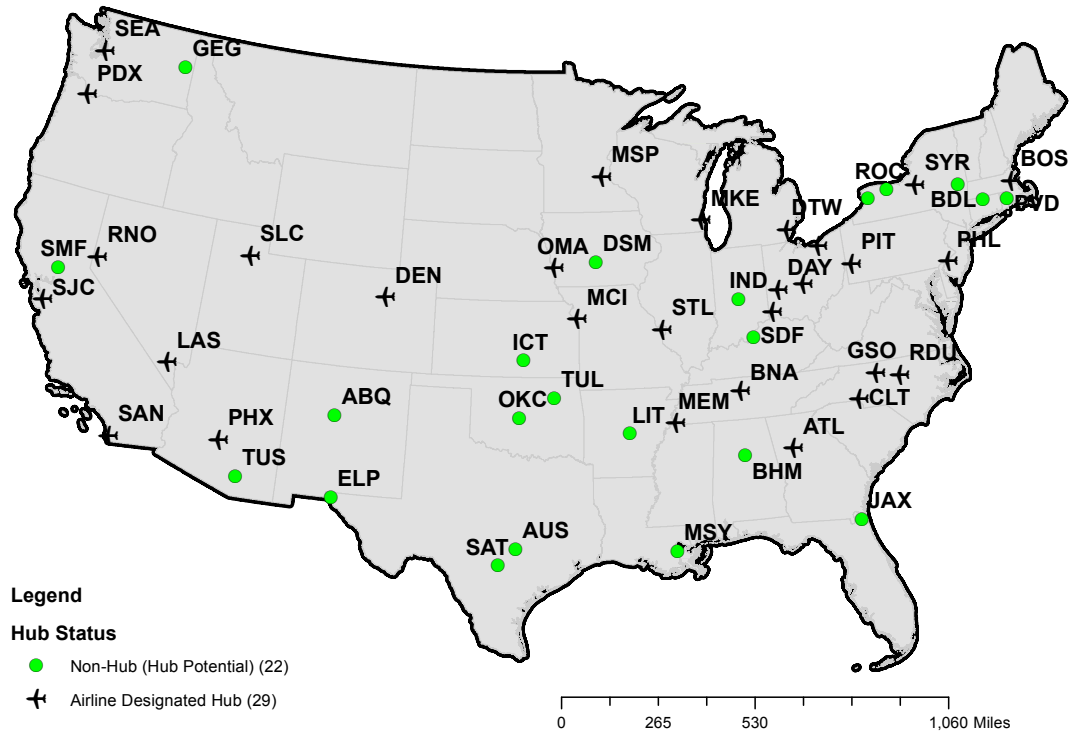 SEA
GEG
PDX
MSP
ROC
SYR
BOS
MKE
BDL
DTW
RNO
SLC
SMF
OMA
DSM
PIT
PHL
DEN
IND
DAY
SJC
MCI
STL
SDF
LAS
ICT
GSO
RDU
TUL
BNA
ABQ
OKC
MEM
CLT
SAN
PHX
LIT
ATL
TUS
BHM
ELP
JAX
AUS
MSY
SAT
Legend
Hub Status
Non-Hub (Hub Potential) (22)
Airline Designated Hub (29)
0 265 530 1,060 Miles